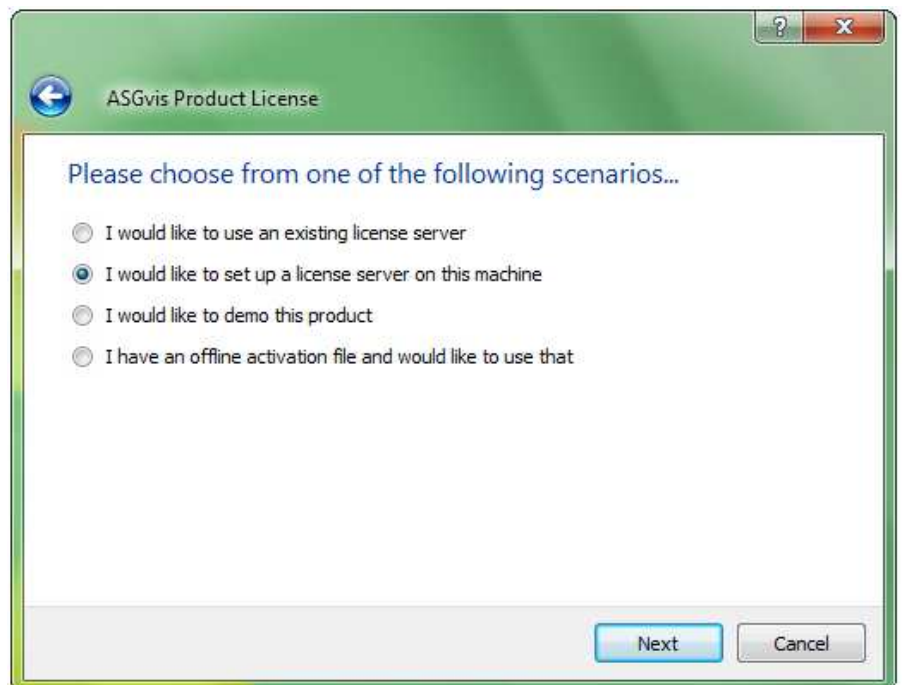 ASGvis Product License
Please choose from one of the following scenarios...
I would like to use an existing license server
I would like to set up a license server on this machine
I would like to demo this product
I have an offline activation file and would like to use that
Next Cancel